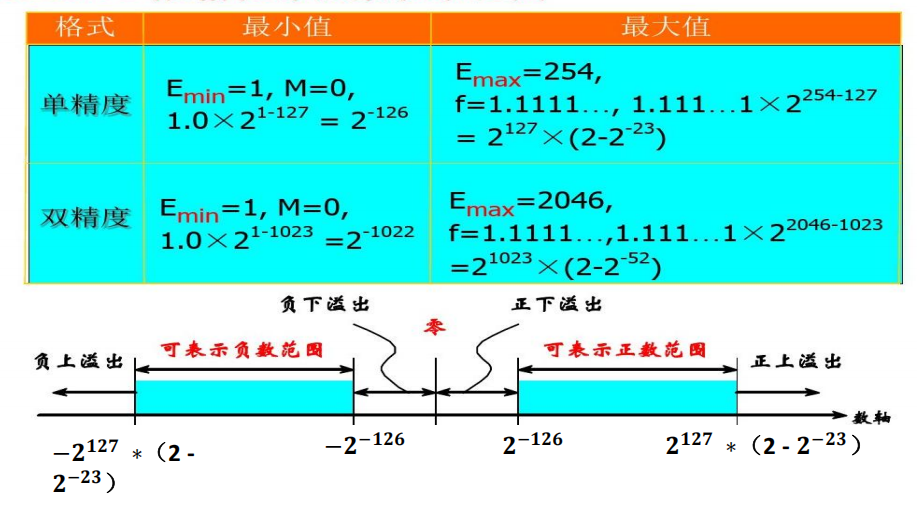 格式 最小值 最大值
单精度
Emin=1, M=0,
1.0×2^1-127 = 2^-126
Emax=254,
f=1.1111…, 1.111…1×2^254-127
= 2^127×(2-2^-23)
双精度
Emin=1, M=0,
1.0×2^1-1023 =2^-1022
Emax=2046,
f=1.1111…,1.111…1×2^2046-1023
=2^1023×(2-2^-52)
负下溢出 正下溢出
零
负上溢出 可表示负数范围 可表示正数范围 正上溢出
数轴
−2^127 *（2 -
2^−23）
−2^−126
2^−126
2^127 *（2 - 2^−23）